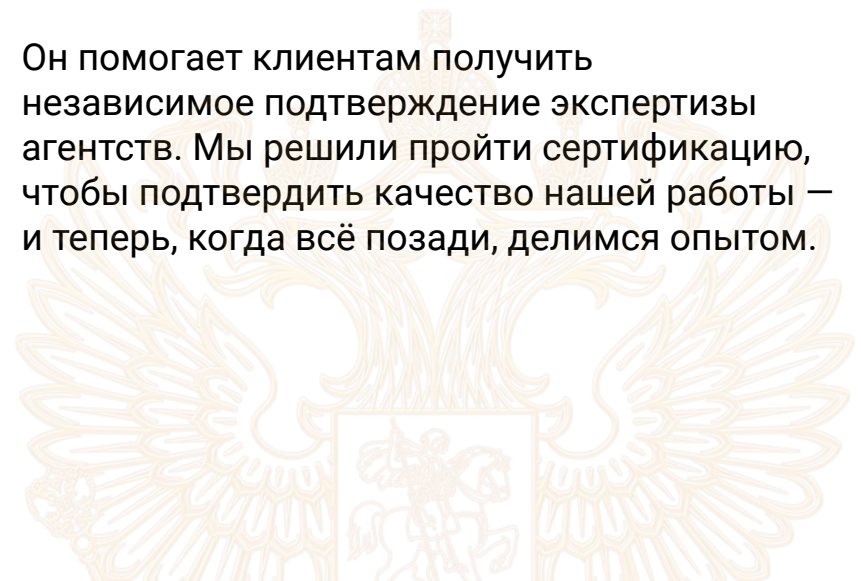 Он помогает клиентам получить
независимое подтверждение экспертизы
агентств. Мы решили пройти сертификацию,
чтобы подтвердить качество нашей работы —
и теперь, когда всё позади, делимся опытом.